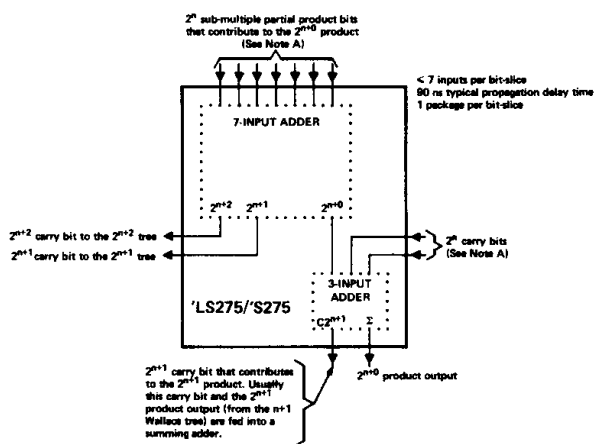 2ⁿ sub-multiple partial product bits
that contribute to the 2ⁿ⁺⁰ product
(See Note A)
< 7 inputs per bit-slice
90 ns typical propagation delay time
1 package per bit-slice
7-INPUT ADDER
2ⁿ⁺² 2ⁿ⁺¹ 2ⁿ⁺⁰
2ⁿ⁺² carry bit to the 2ⁿ⁺² tree
2ⁿ⁺¹ carry bit to the 2ⁿ⁺¹ tree
2ⁿ carry bits
(See Note A)
3-INPUT
ADDER
'LS275/'S275
C2ⁿ⁺¹ Σ
2ⁿ⁺¹ carry bit that contributes
to the 2ⁿ⁺¹ product. Usually
this carry bit and the 2ⁿ⁺¹
product output (from the n+1
Wallace tree) are fed into a
summing adder.
2ⁿ⁺⁰ product output